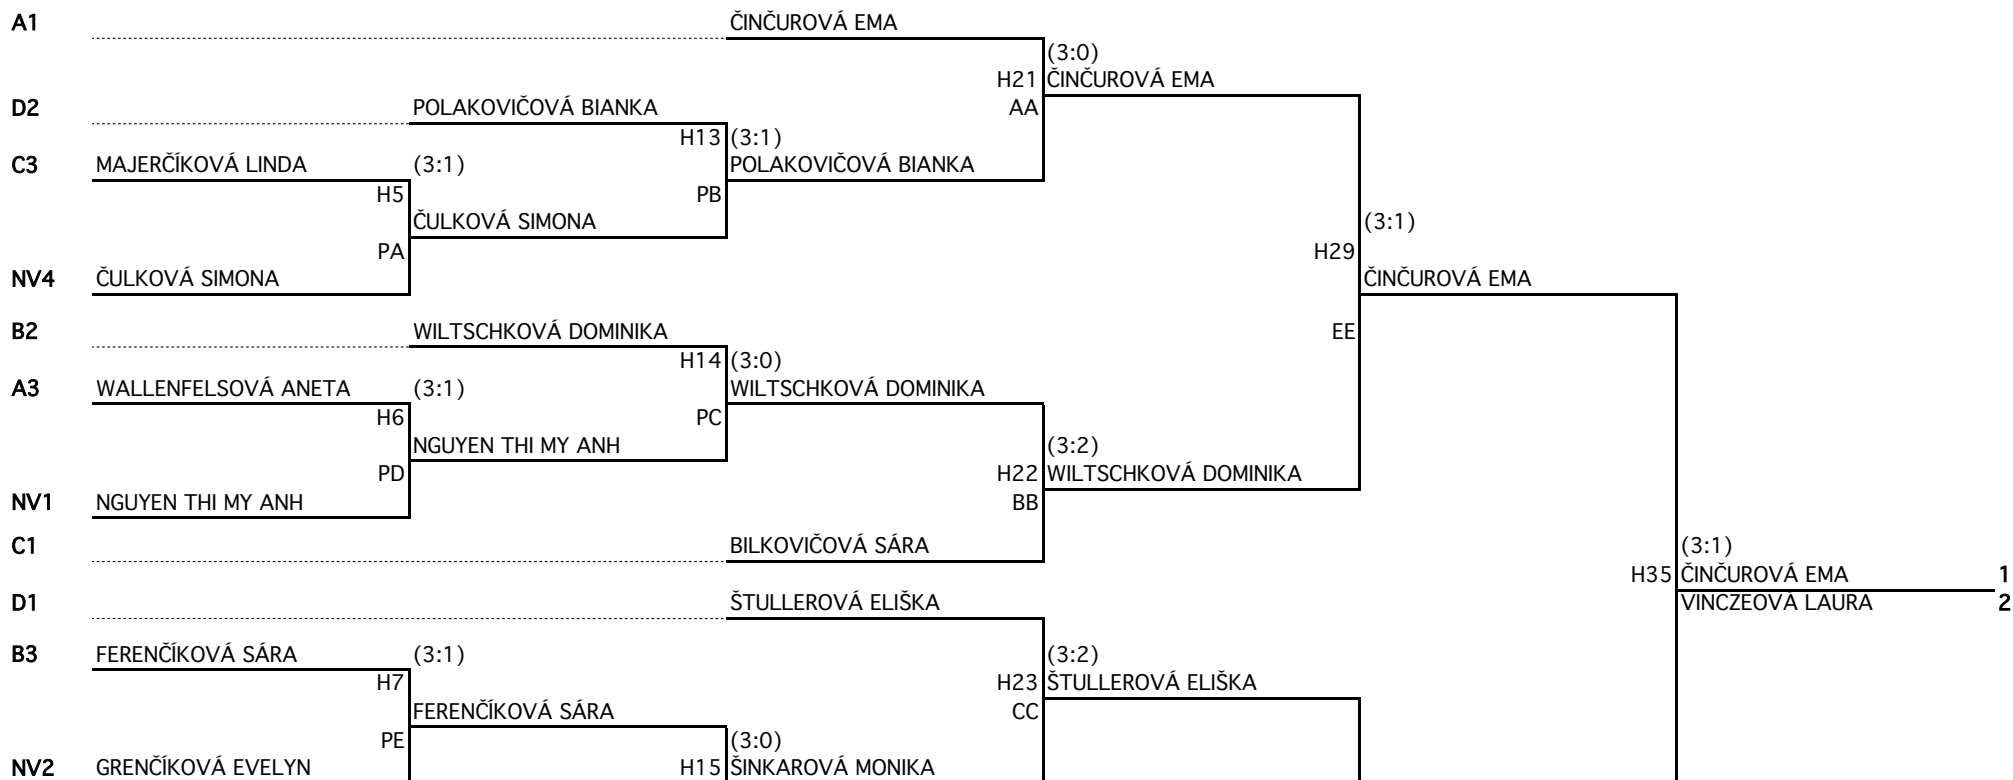 A1 ČINČUROVÁ EMA
(3:0)
H21 ČINČUROVÁ EMA
D2 POLAKOVIČOVÁ BIANKA AA
H13 (3:1)
C3 MAJERČÍKOVÁ LINDA (3:1) POLAKOVIČOVÁ BIANKA
H5 PB
ČULKOVÁ SIMONA (3:1)
PA H29
NV4 ČULKOVÁ SIMONA ČINČUROVÁ EMA
B2 WILTSCHKOVÁ DOMINIKA EE
H14 (3:0)
A3 WALLENFELSOVÁ ANETA (3:1) WILTSCHKOVÁ DOMINIKA
H6 PC
NGUYEN THI MY ANH (3:2)
PD H22 WILTSCHKOVÁ DOMINIKA
NV1 NGUYEN THI MY ANH BB
C1 BILKOVIČOVÁ SÁRA (3:1)
H35 ČINČUROVÁ EMA 1
D1 ŠTULLEROVÁ ELIŠKA VINCZEOVÁ LAURA 2
B3 FERENČÍKOVÁ SÁRA (3:1) (3:2)
H7 H23 ŠTULLEROVÁ ELIŠKA
FERENČÍKOVÁ SÁRA CC
PE (3:0)
NV2 GRENČÍKOVÁ EVELYN H15 ŠINKAROVÁ MONIKA